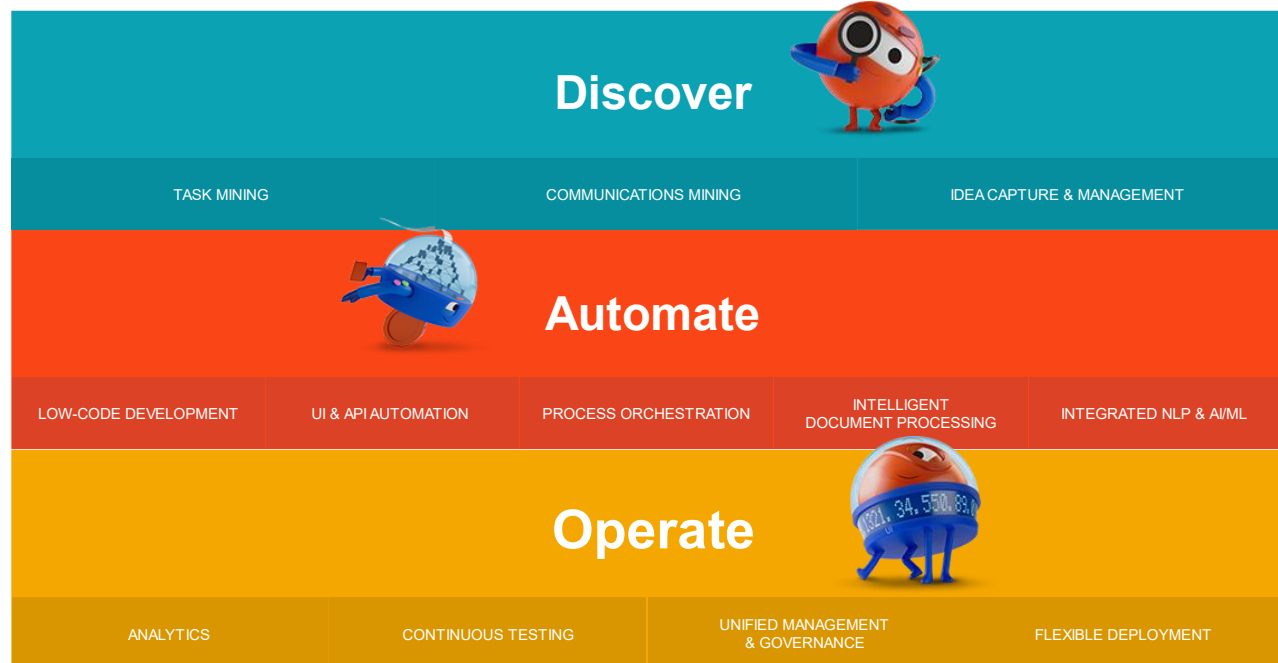 Discover
TASK MINING
COMMUNICATIONS MINING
IDEA CAPTURE & MANAGEMENT
Automate
LOW-CODE DEVELOPMENT
UI & API AUTOMATION
PROCESS ORCHESTRATION
INTELLIGENT
DOCUMENT PROCESSING
INTEGRATED NLP & AI/ML
Operate
ANALYTICS
CONTINUOUS TESTING
UNIFIED MANAGEMENT
& GOVERNANCE
FLEXIBLE DEPLOYMENT